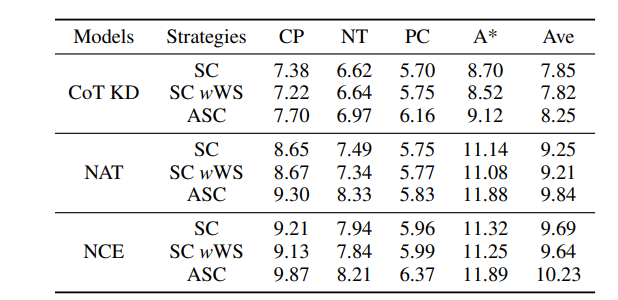 Models Strategies CP NT PC A* Ave
SC 7.38 6.62 5.70 8.70 7.85
CoT KD SC wWS 7.22 6.64 5.75 8.52 7.82
ASC 7.70 6.97 6.16 9.12 8.25
SC 8.65 7.49 5.75 11.14 9.25
NAT SC wWS 8.67 7.34 5.77 11.08 9.21
ASC 9.30 8.33 5.83 11.88 9.84
SC 9.21 7.94 5.96 11.32 9.69
NCE SC wWS 9.13 7.84 5.99 11.25 9.64
ASC 9.87 8.21 6.37 11.89 10.23